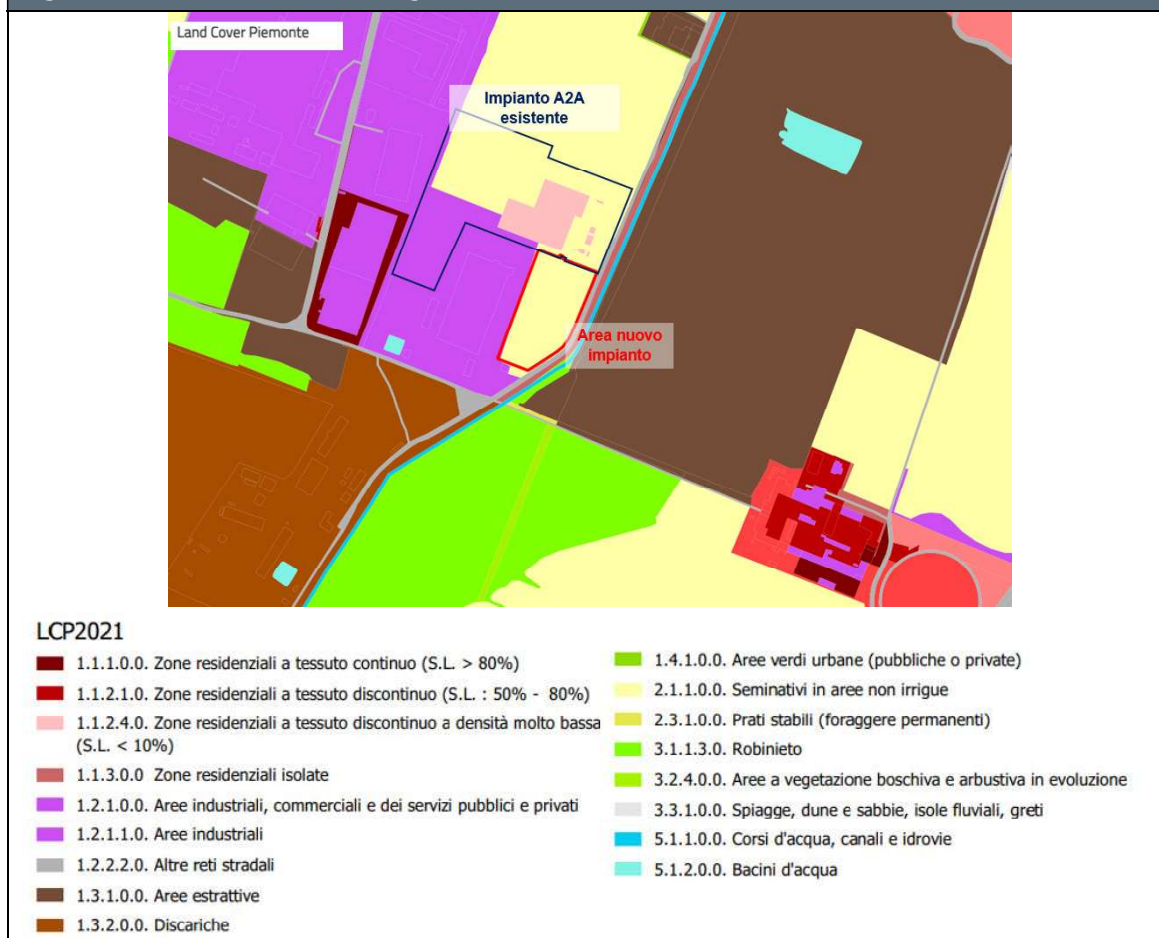 Land Cover Piemonte
Impianto A2A
esistente
Area nuovo
impianto
LCP2021
1.1.1.0.0. Zone residenziali a tessuto continuo (S.L. > 80%)
1.1.2.1.0. Zone residenziali a tessuto discontinuo (S.L. : 50% - 80%)
1.1.2.4.0. Zone residenziali a tessuto discontinuo a densità molto bassa
(S.L. < 10%)
1.1.3.0.0 Zone residenziali isolate
1.2.1.0.0. Aree industriali, commerciali e dei servizi pubblici e privati
1.2.1.1.0. Aree industriali
1.2.2.2.0. Altre reti stradali
1.3.1.0.0. Aree estrattive
1.3.2.0.0. Discariche
1.4.1.0.0. Aree verdi urbane (pubbliche o private)
2.1.1.0.0. Seminativi in aree non irrigue
2.3.1.0.0. Prati stabili (foraggere permanenti)
3.1.1.3.0. Robinieto
3.2.4.0.0. Aree a vegetazione boschiva e arbustiva in evoluzione
3.3.1.0.0. Spiagge, dune e sabbie, isole fluviali, greti
5.1.1.0.0. Corsi d'acqua, canali e idrovie
5.1.2.0.0. Bacini d'acqua